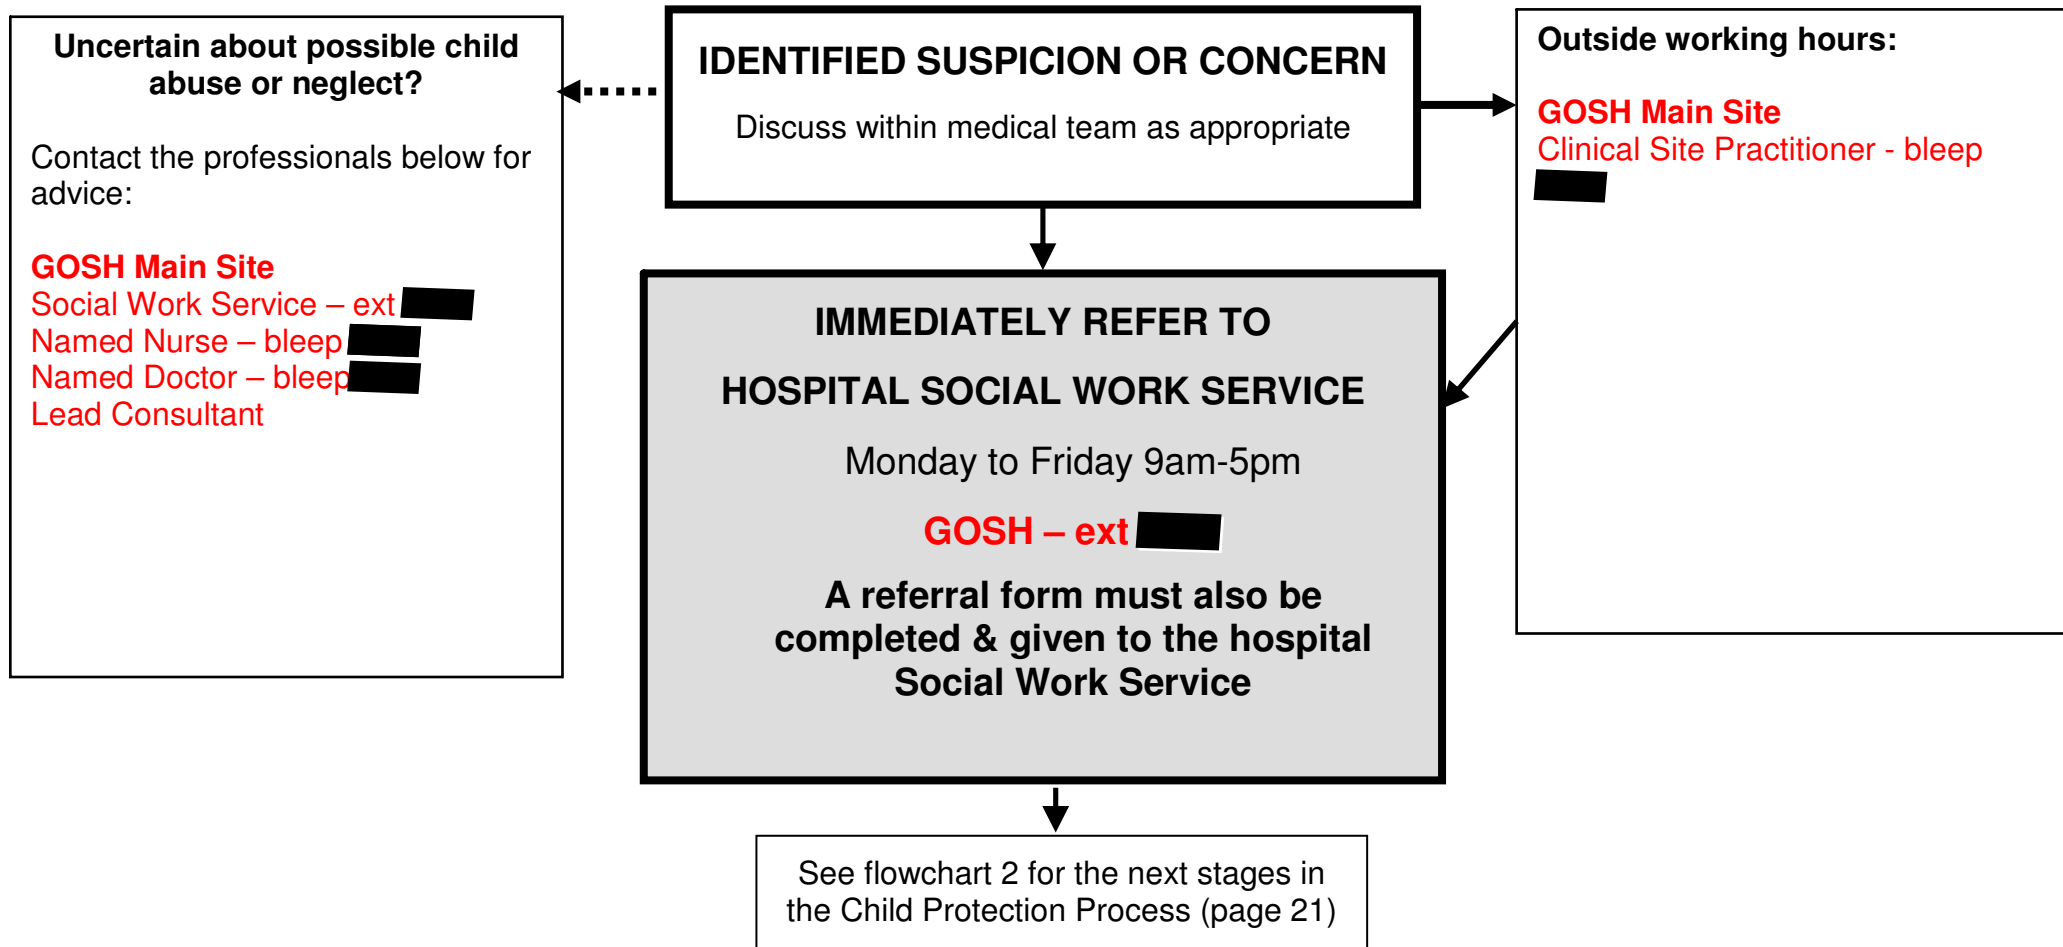 Uncertain about possible child
abuse or neglect?
Contact the professionals below for
advice:
GOSH Main Site
Social Work Service – ext
Named Nurse – bleep
Named Doctor – bleep
Lead Consultant
IDENTIFIED SUSPICION OR CONCERN
Discuss within medical team as appropriate
Outside working hours:
GOSH Main Site
Clinical Site Practitioner - bleep
IMMEDIATELY REFER TO
HOSPITAL SOCIAL WORK SERVICE
Monday to Friday 9am-5pm
GOSH – ext
A referral form must also be
completed & given to the hospital
Social Work Service
See flowchart 2 for the next stages in
the Child Protection Process (page 21)